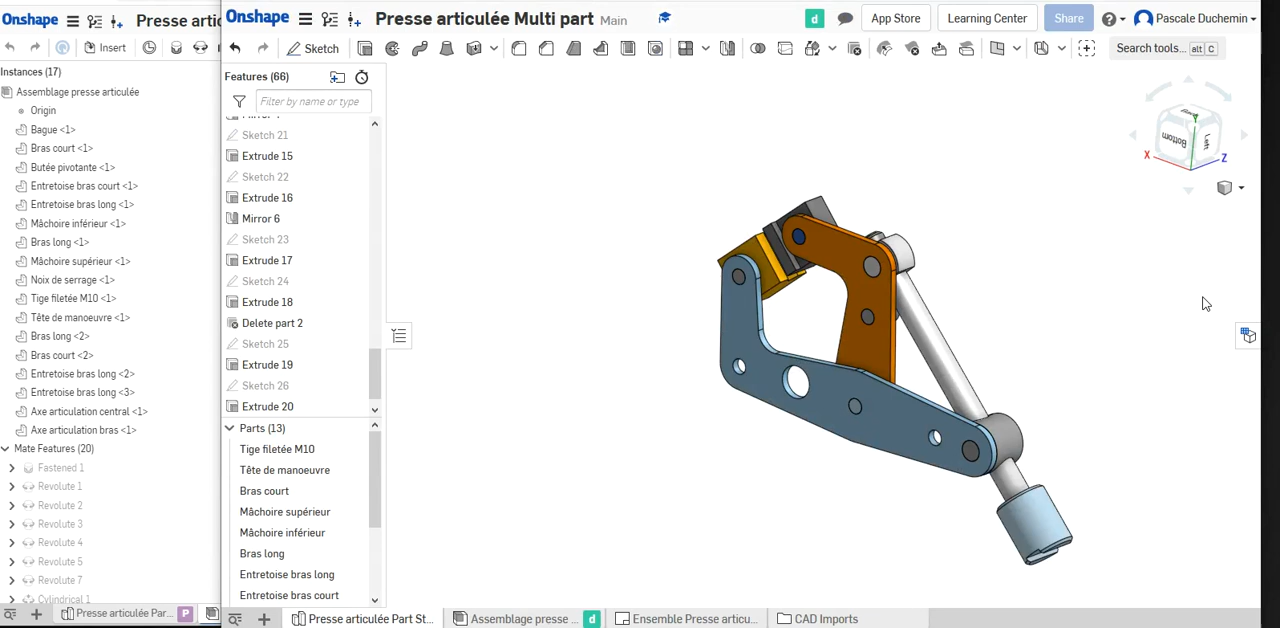 Onshape
Presse artic
Insert
Instances (17)
Assemblage presse articulée
Origin
Bague <1>
Bras court <1>
Butée pivotante <1>
Entretoise bras court <1>
Entretoise bras long <1>
Mâchoire inférieur <1>
Bras long <1>
Mâchoire supérieur <1>
Noix de serrage <1>
Tige filetée M10 <1>
Tête de manoeuvre <1>
Bras long <2>
Bras court <2>
Entretoise bras long <2>
Entretoise bras long <3>
Axe articulation central <1>
Axe articulation bras <1>
Mate Features (20)
Fastened 1
Revolute 1
Revolute 2
Revolute 3
Revolute 4
Revolute 5
Revolute 7
Cylindrical 1
Presse articulée Par... P
Onshape
Presse articulée Multi part Main
d
App Store
Learning Center
Share
Pascale Duchemin
Sketch
Search tools... alt C
Features (66)
Filter by name or type
Sketch 21
Extrude 15
Sketch 22
Extrude 16
Mirror 6
Sketch 23
Extrude 17
Sketch 24
Extrude 18
Delete part 2
Sketch 25
Extrude 19
Sketch 26
Extrude 20
Parts (13)
Tige filetée M10
Tête de manoeuvre
Bras court
Mâchoire supérieur
Mâchoire inférieur
Bras long
Entretoise bras long
Entretoise bras court
Bottom
Left
Y
X
Z
Presse articulée Part St...
Assemblage presse ... d
Ensemble Presse articu...
CAD Imports